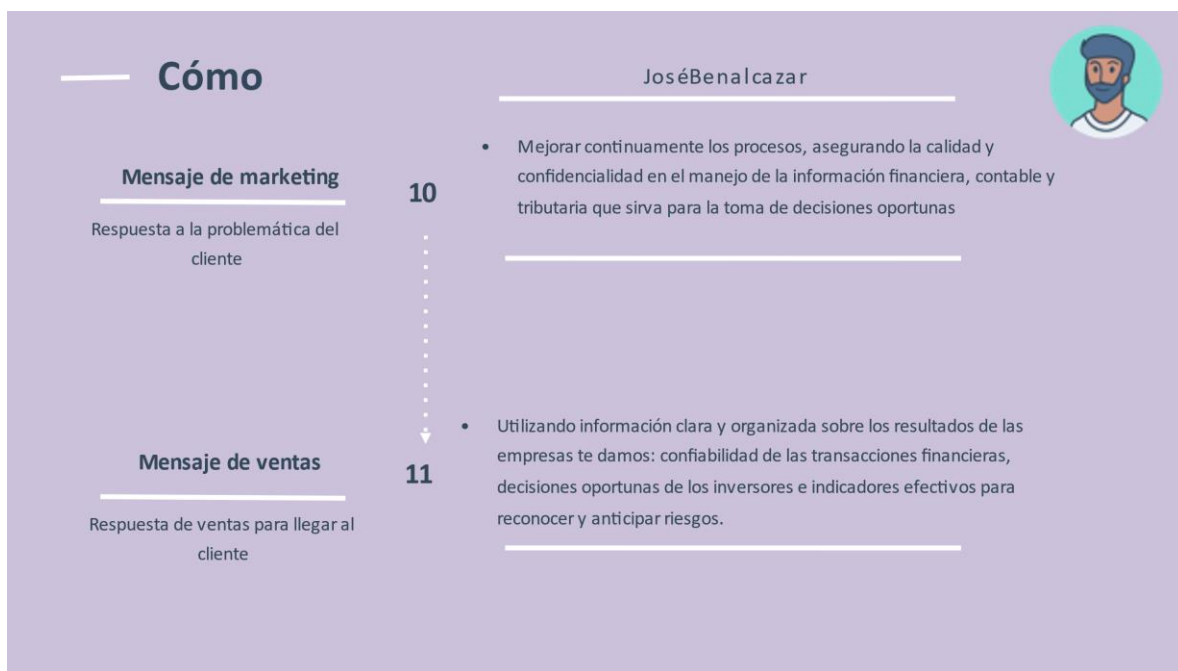 Cómo
JoséBenalcazar
Mensaje de marketing
Respuesta a la problemática del
cliente
10
• Mejorar continuamente los procesos, asegurando la calidad y
confidencialidad en el manejo de la información financiera, contable y
tributaria que sirva para la toma de decisiones oportunas
Mensaje de ventas
Respuesta de ventas para llegar al
cliente
11
• Utilizando información clara y organizada sobre los resultados de las
empresas te damos: confiabilidad de las transacciones financieras,
decisiones oportunas de los inversores e indicadores efectivos para
reconocer y anticipar riesgos.